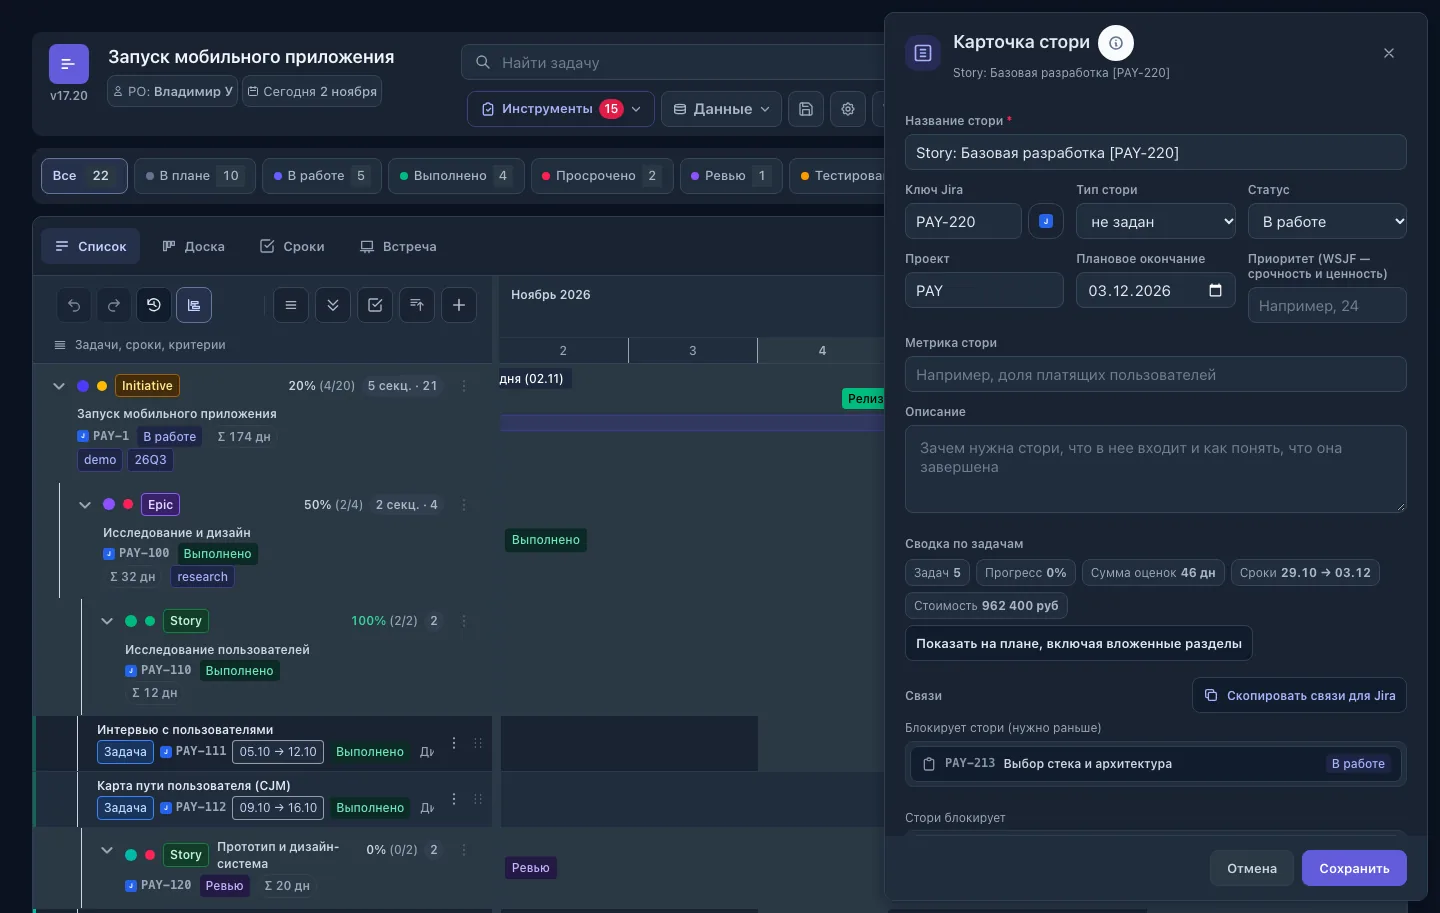 Запуск мобильного приложения
v17.20
PO: Владимир У
Сегодня 2 ноября
Найти задачу
Инструменты 15
Данные
Все 22
В плане 10
В работе 5
Выполнено 4
Просрочено 2
Ревью 1
Список
Доска
Сроки
Встреча
Задачи, сроки, критерии
Ноябрь 2026
2 3 4
дня (02.11)
Релиз
Initiative 20% (4/20) 5 секц. · 21
Запуск мобильного приложения
PAY-1 В работе Σ 174 дн
demo 26Q3
Epic 50% (2/4) 2 секц. · 4
Исследование и дизайн
PAY-100 Выполнено
Σ 32 дн research
Выполнено
Story 100% (2/2) 2
Исследование пользователей
PAY-110 Выполнено
Σ 12 дн
Интервью с пользователями
Задача PAY-111 05.10 → 12.10 Выполнено
Карта пути пользователя (CJM)
Задача PAY-112 09.10 → 16.10 Выполнено
Story Прототип и дизайн-
система
0% (0/2) 2
PAY-120 Ревью Σ 20 дн
Ревью
Карточка стори
Story: Базовая разработка [PAY-220]
Название стори *
Story: Базовая разработка [PAY-220]
Ключ Jira
PAY-220
Тип стори
не задан
Статус
В работе
Проект
PAY
Плановое окончание
03.12.2026
Приоритет (WSJF —
срочность и ценность)
Например, 24
Метрика стори
Например, доля платящих пользователей
Описание
Зачем нужна стори, что в нее входит и как понять, что она
завершена
Сводка по задачам
Задач 5
Прогресс 0%
Сумма оценок 46 дн
Сроки 29.10 → 03.12
Стоимость 962 400 руб
Показать на плане, включая вложенные разделы
Связи
Скопировать связи для Jira
Блокирует стори (нужно раньше)
PAY-213 Выбор стека и архитектура В работе
Стори блокирует
Отмена
Сохранить